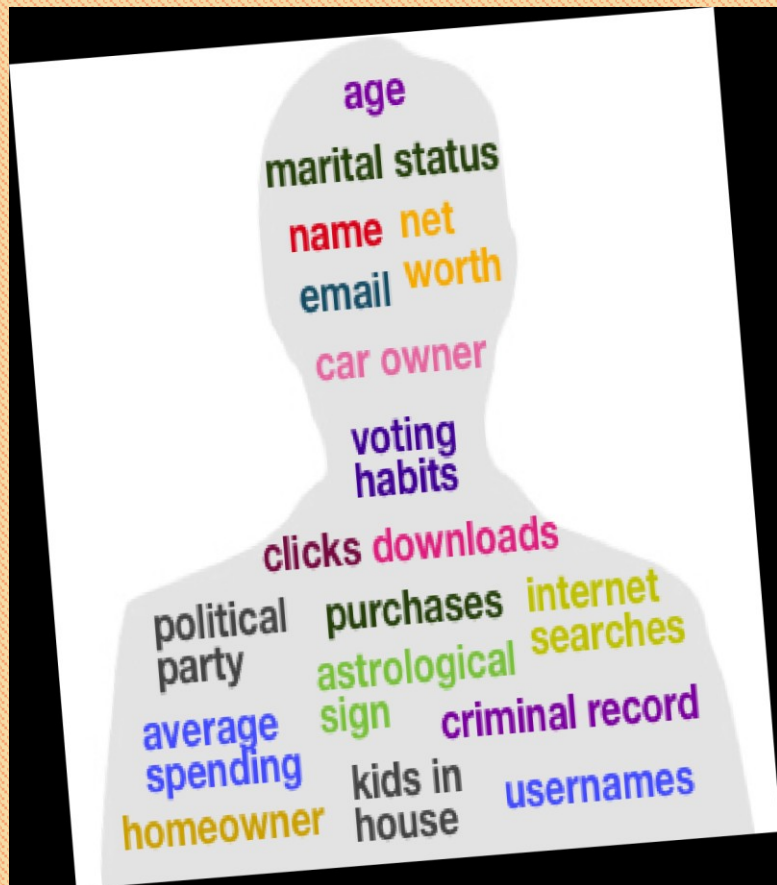 age
marital status
name net
email worth
car owner
voting
habits
clicks downloads
political purchases internet
party astrological searches
average sign criminal record
spending kids in usernames
homeowner house